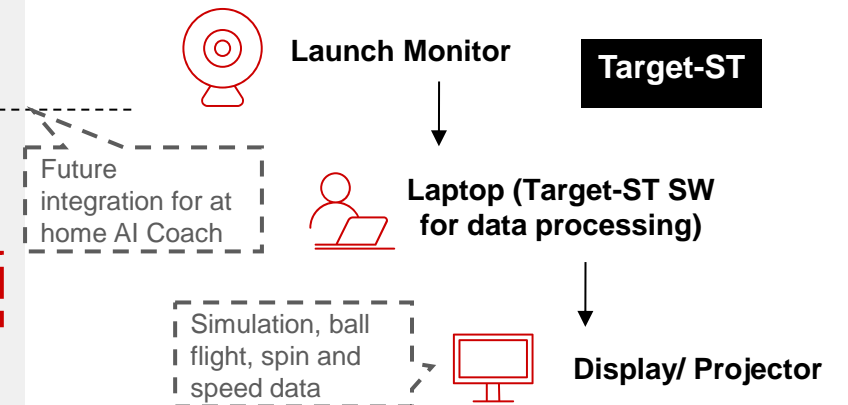 Launch Monitor
Target-ST
Future
integration for at
home AI Coach
Laptop (Target-ST SW
for data processing)
Simulation, ball
flight, spin and
speed data
Display/ Projector